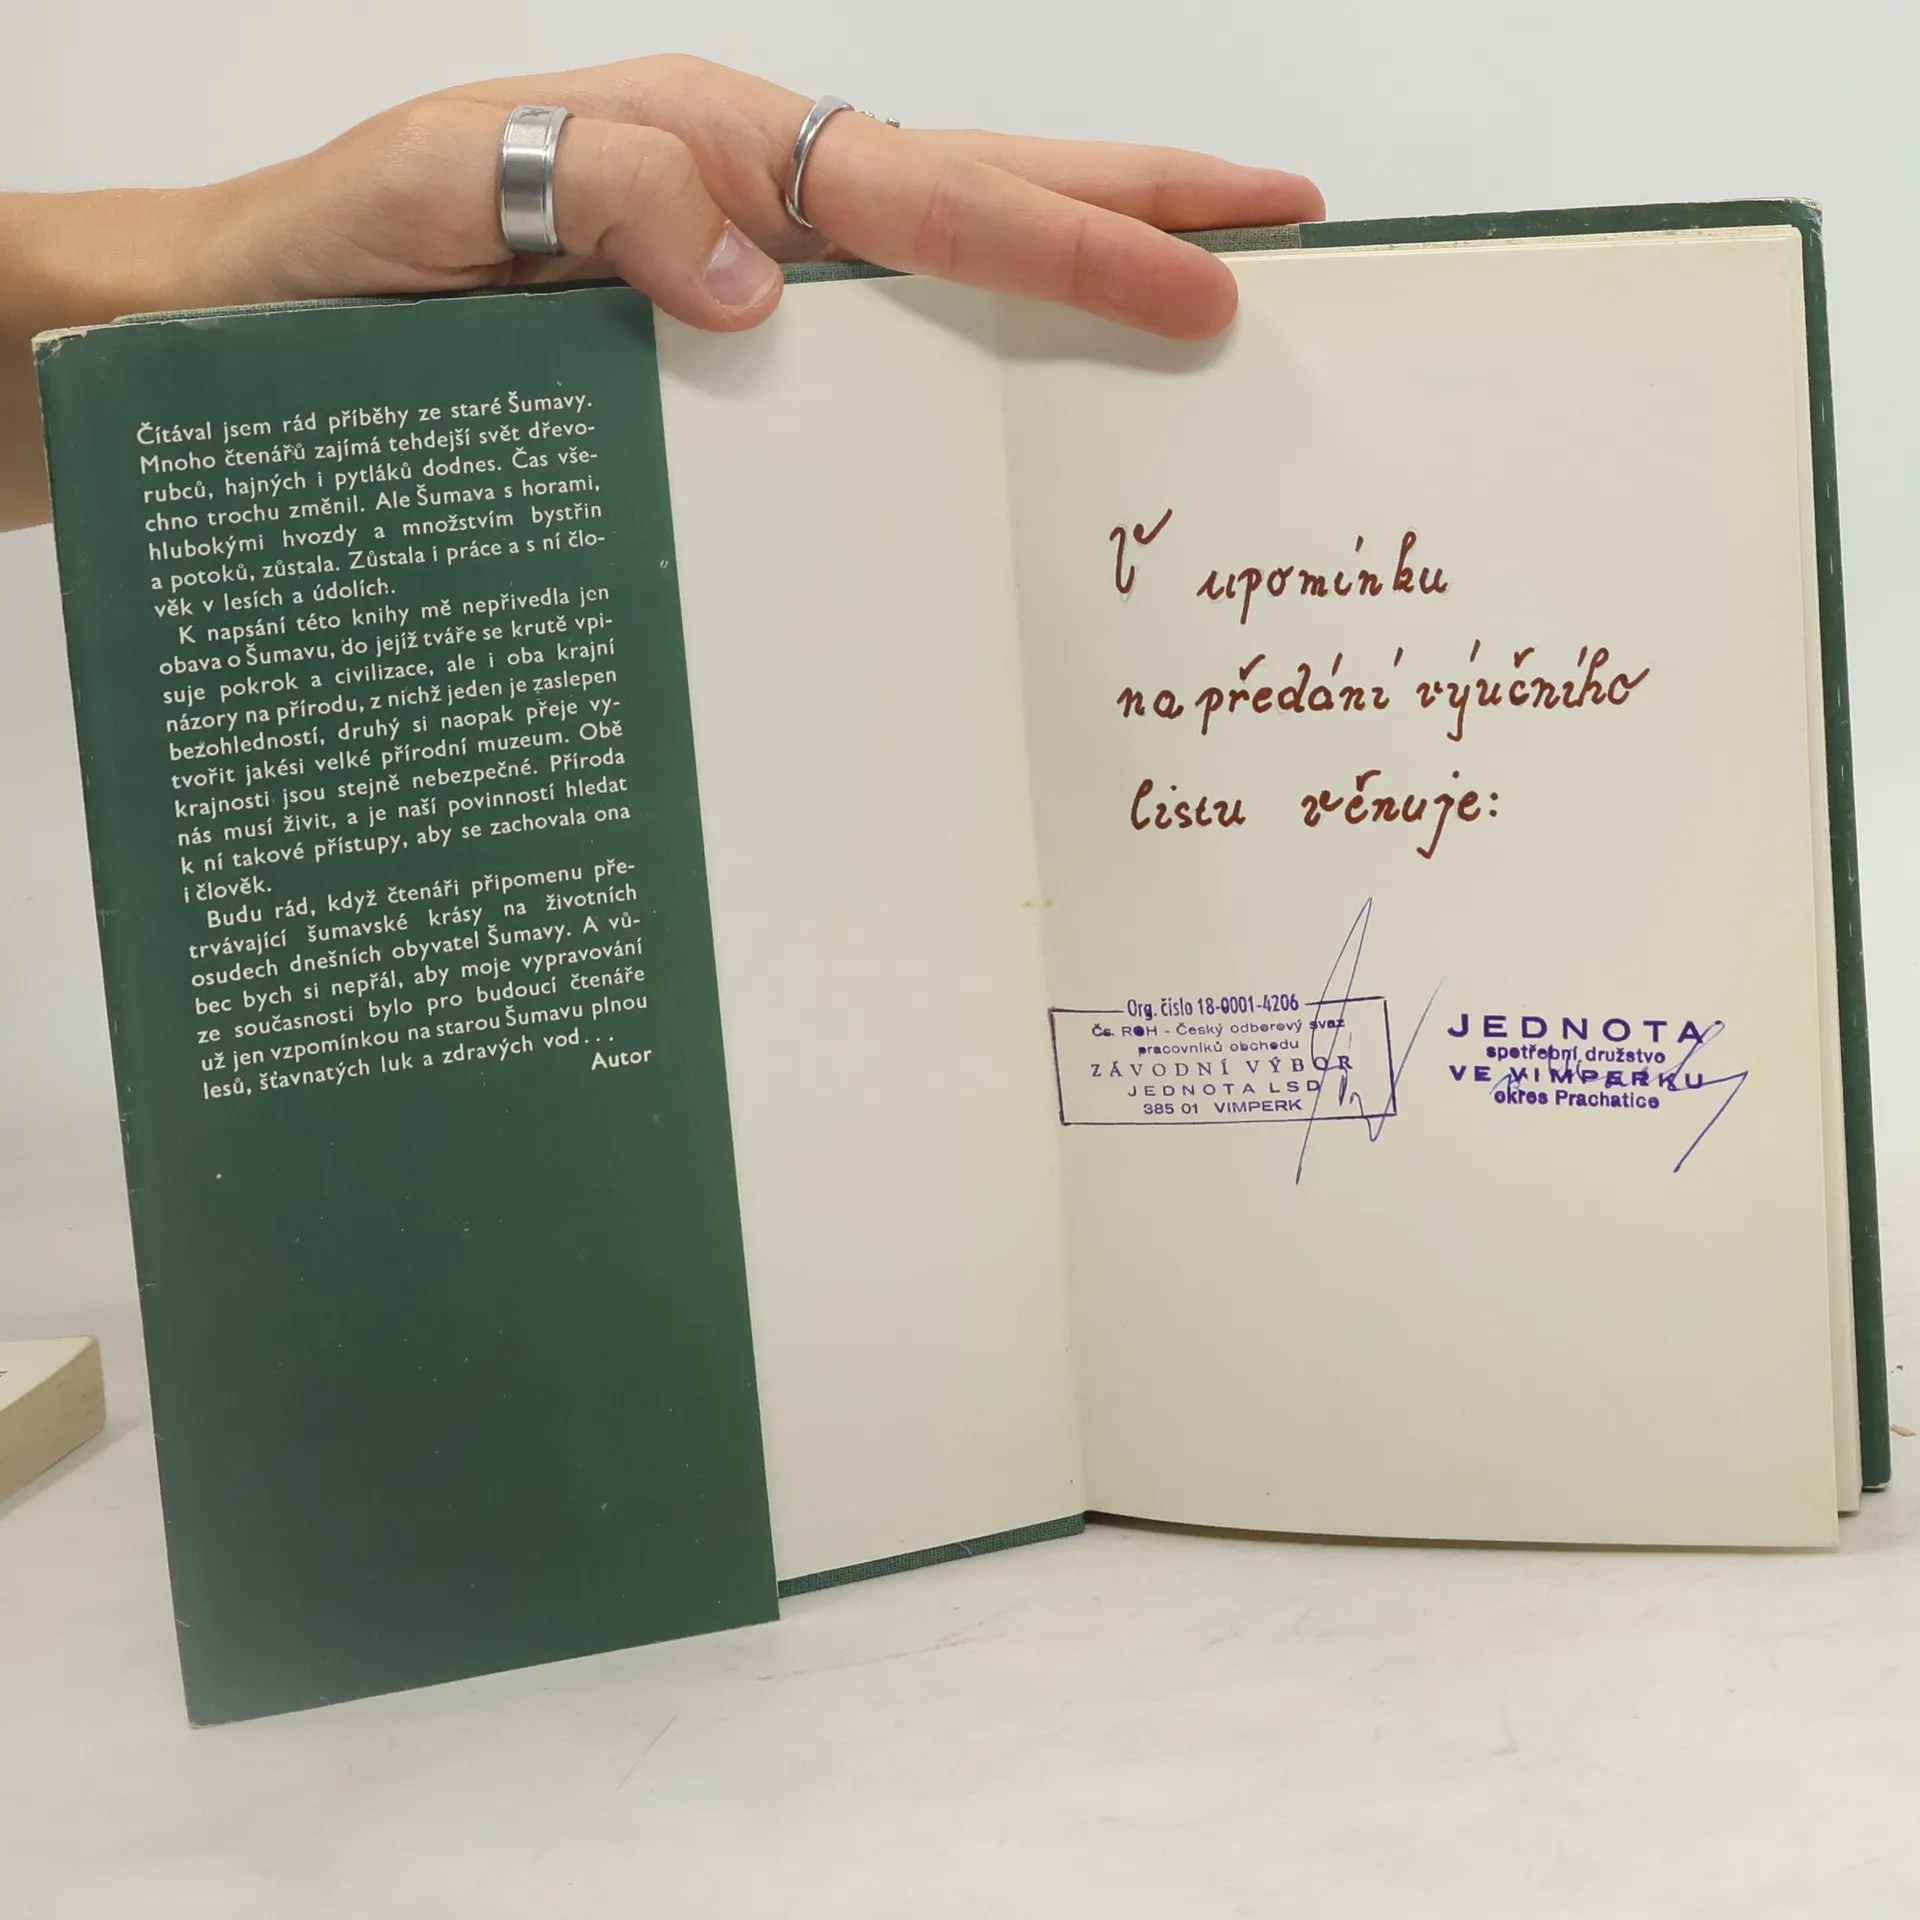 Čítával jsem rád příběhy ze staré Šumavy.
Mnoho čtenářů zajímá tehdejší svět dřevo-
rubců, hajných i pytláků dodnes. Čas vše-
chno trochu změnil. Ale Šumava s horami,
hlubokými hvozdy a množstvím bystřin
a potoků, zůstala. Zůstala i práce a s ní člo-
věk v lesích a údolích.
K napsání této knihy mě nepřivedla jen
obava o Šumavu, do jejíž tváře se krutě vpi-
suje pokrok a civilizace, ale i oba krajní
názory na přírodu, z nichž jeden je zaslepen
bezohledností, druhý si naopak přeje vy-
tvořit jakési velké přírodní muzeum. Obě
krajnosti jsou stejně nebezpečné. Příroda
nás musí živit, a je naší povinností hledat
k ní takové přístupy, aby se zachovala ona
i člověk.
Budu rád, když čtenáři připomenu pře-
trvávající šumavské krásy na životních
osudech dnešních obyvatel Šumavy. A vů-
bec bych si nepřál, aby moje vypravování
ze současnosti bylo pro budoucí čtenáře
už jen vzpomínkou na starou Šumavu plnou
lesů, šťavnatých luk a zdravých vod...
Autor
V upomínku
na předání výučního
listu věnuje:
Org. číslo 18-0001-4206
Čs. ROH - Český odborový svaz
pracovníků obchodu
ZÁVODNÍ VÝBOR
JEDNOTA LSD
385 01 VIMPERK
JEDNOTA
spotřební družstvo
VE VIMPERKU
okres Prachatice